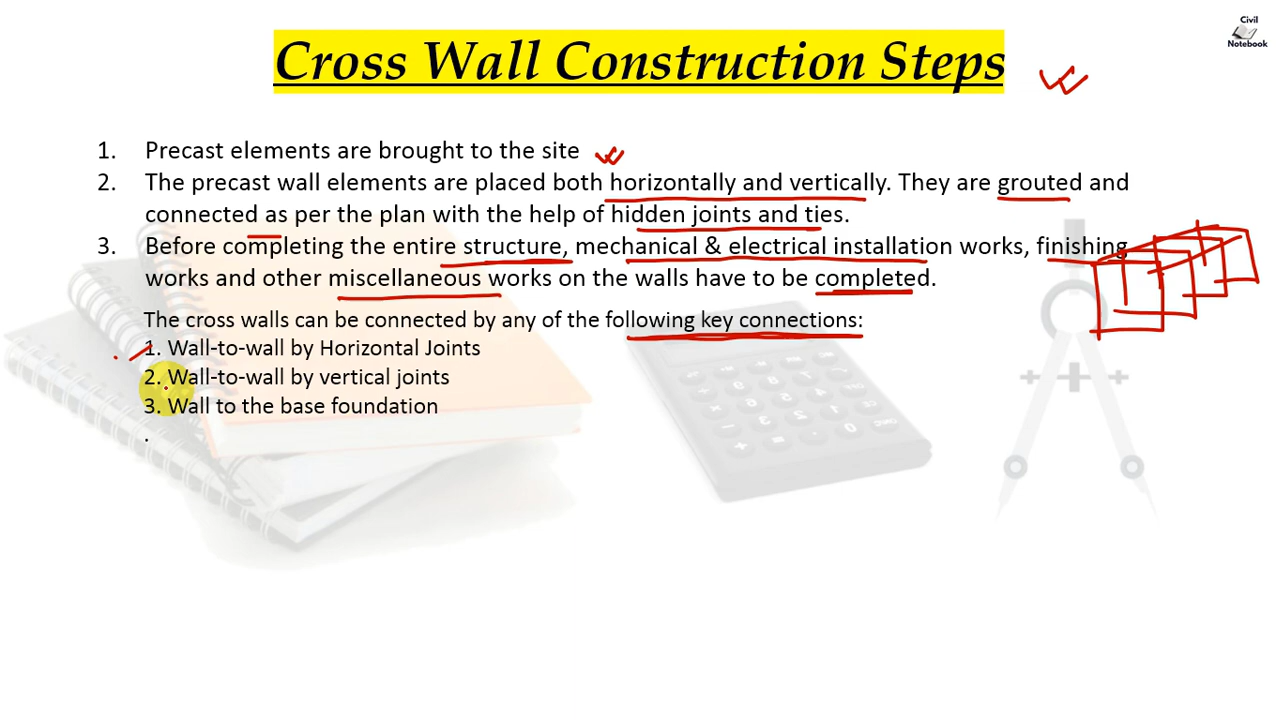 Civil
Notebook
Cross Wall Construction Steps
1. Precast elements are brought to the site
2. The precast wall elements are placed both horizontally and vertically. They are grouted and
connected as per the plan with the help of hidden joints and ties.
3. Before completing the entire structure, mechanical & electrical installation works, finishing
works and other miscellaneous works on the walls have to be completed.
The cross walls can be connected by any of the following key connections:
1. Wall-to-wall by Horizontal Joints
2. Wall-to-wall by vertical joints
3. Wall to the base foundation
.